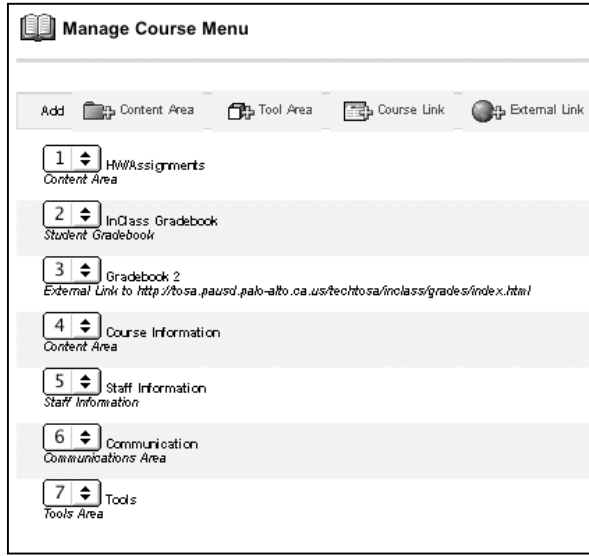 Manage Course Menu
Add Content Area Tool Area Course Link External Link
1 HW/Assignments
Content Area
2 InClass Gradebook
Student Gradebook
3 Gradebook 2
External Link to http://tosa.pausd.palo-alto.ca.us/techtosa/inclass/grades/index.html
4 Course Information
Content Area
5 Staff Information
Staff Information
6 Communication
Communications Area
7 Tools
Tools Area